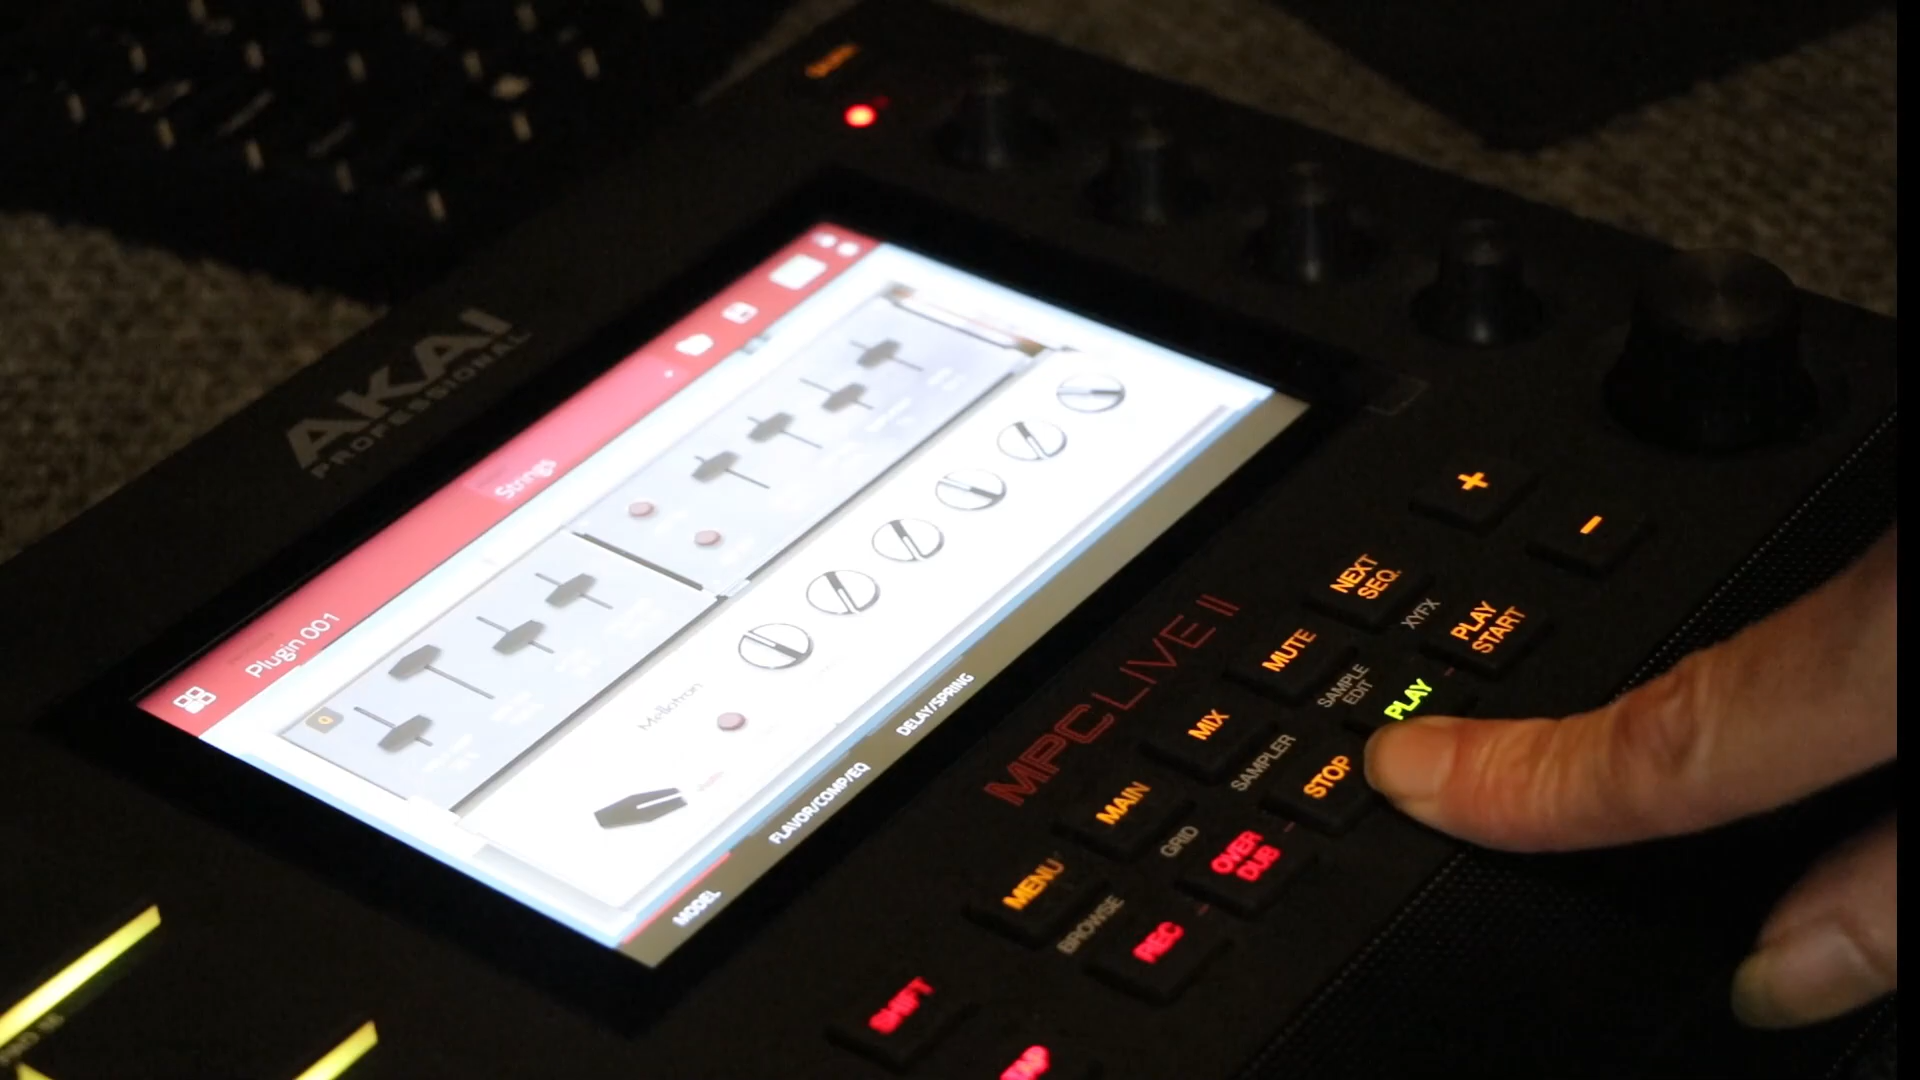 AKAI
PROFESSIONAL
Plugin 001
Strings
Mellotron
MODEL
FLAVOR/COMP/EQ
DELAY/SPRING
MPC LIVE II
+
-
NEXT
SEQ.
XYFX
PLAY
START
MUTE
SAMPLE
EDIT
PLAY
MIX
SAMPLER
STOP
MAIN
GRID
OVER
DUB
MENU
BROWSE
REC
SHIFT
TAP